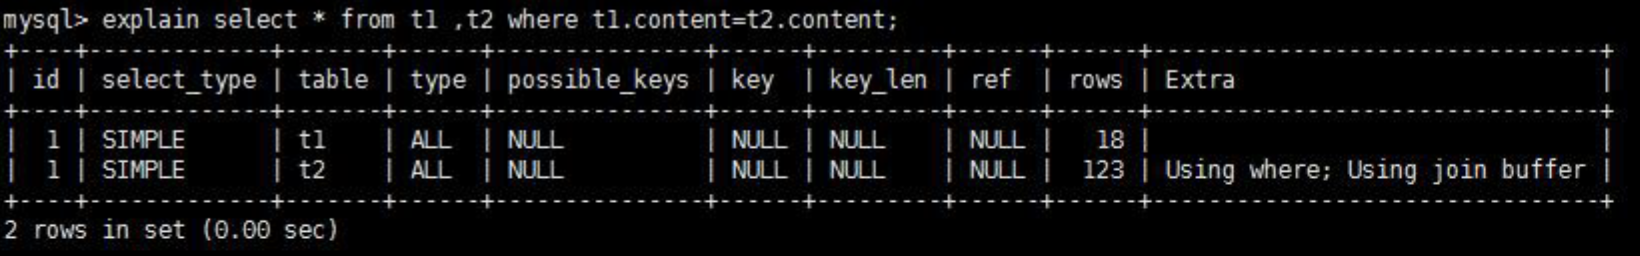 mysql> explain select * from t1 ,t2 where t1.content=t2.content;
+----+-------------+-------+------+---------------+------+---------+------+------+--------------------------------+
| id | select_type | table | type | possible_keys | key  | key_len | ref  | rows | Extra                          |
+----+-------------+-------+------+---------------+------+---------+------+------+--------------------------------+
|  1 | SIMPLE      | t1    | ALL  | NULL          | NULL | NULL    | NULL |   18 |                                |
|  1 | SIMPLE      | t2    | ALL  | NULL          | NULL | NULL    | NULL |  123 | Using where; Using join buffer |
+----+-------------+-------+------+---------------+------+---------+------+------+--------------------------------+
2 rows in set (0.00 sec)